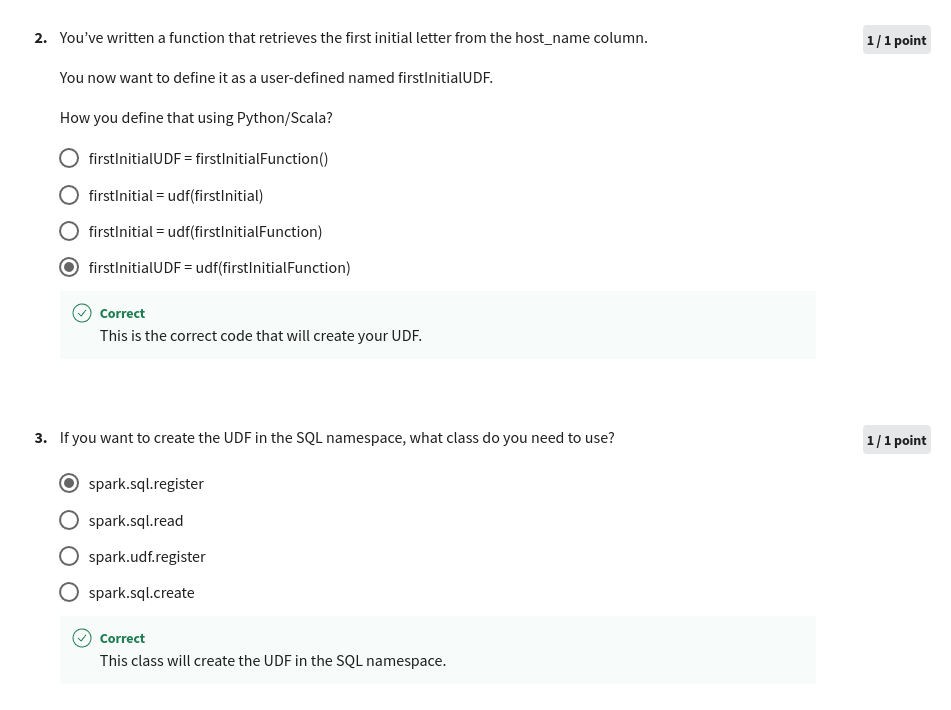 2. You’ve written a function that retrieves the first initial letter from the host_name column.
1 / 1 point
You now want to define it as a user-defined named firstInitialUDF.
How you define that using Python/Scala?
firstInitialUDF = firstInitialFunction()
firstInitial = udf(firstInitial)
firstInitial = udf(firstInitialFunction)
firstInitialUDF = udf(firstInitialFunction)
Correct
This is the correct code that will create your UDF.
3. If you want to create the UDF in the SQL namespace, what class do you need to use?
1 / 1 point
spark.sql.register
spark.sql.read
spark.udf.register
spark.sql.create
Correct
This class will create the UDF in the SQL namespace.